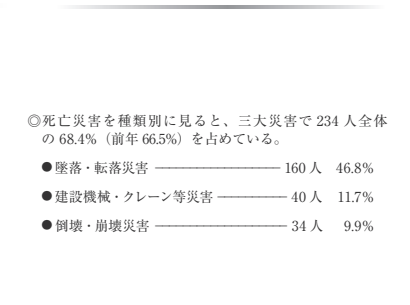 ◎死亡災害を種類別に見ると、三大災害で 234 人全体
の 68.4%（前年 66.5%）を占めている。
●墜落・転落災害 ―――――――― 160 人　46.8%
●建設機械・クレーン等災害 ―――― 40 人　11.7%
●倒壊・崩壊災害 ―――――――― 34 人　9.9%